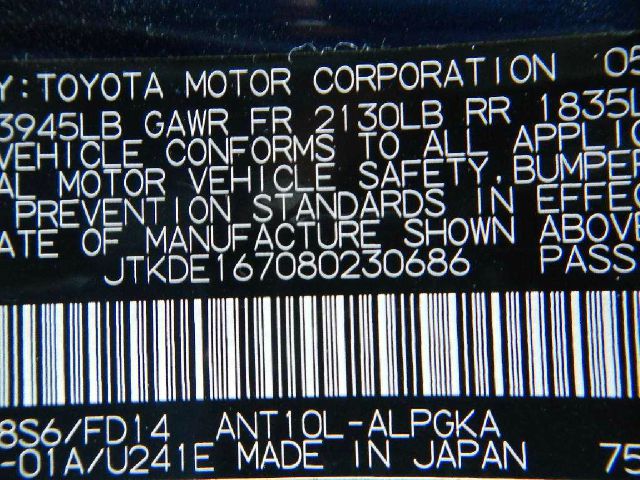 Y:TOYOTA MOTOR CORPORATION 05
3945LB GAWR FR 2130LB RR 1835L
VEHICLE CONFORMS TO ALL APPLIC
AL MOTOR VEHICLE SAFETY, BUMPER
PREVENTION STANDARDS IN EFFEC
ATE OF MANUFACTURE SHOWN ABOVE
JTKDE167080230686 PASS
8S6/FD14 ANT10L-ALPGKA
-01A/U241E MADE IN JAPAN 75